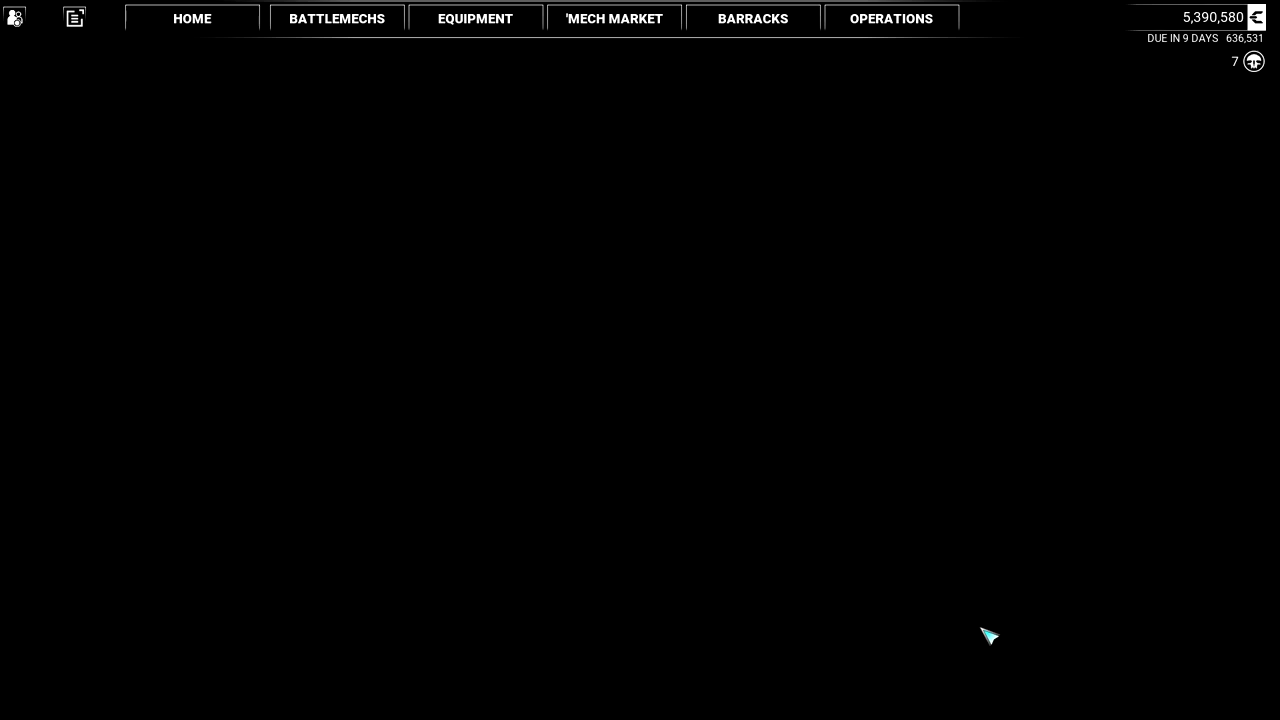 HOME
BATTLEMECHS
EQUIPMENT
'MECH MARKET
BARRACKS
OPERATIONS
5,390,580
DUE IN 9 DAYS 636,531
7